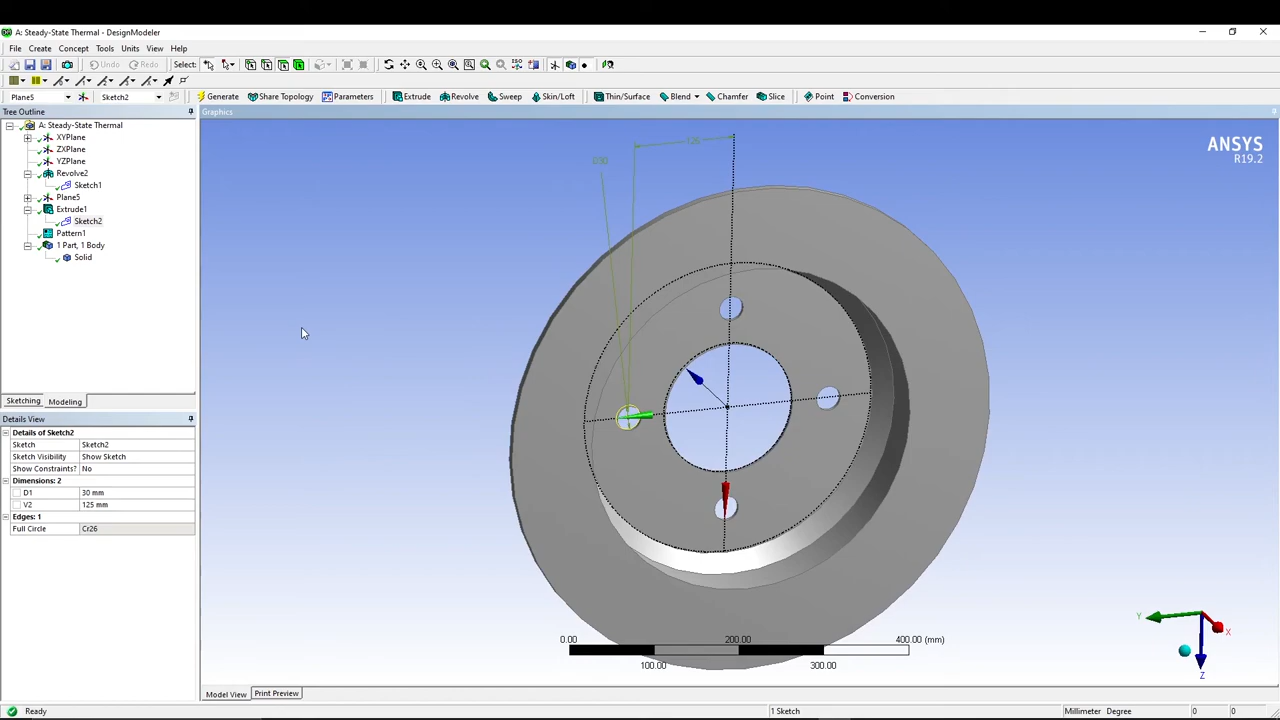 A: Steady-State Thermal - DesignModeler
File Create Concept Tools Units View Help
Undo Redo Select:
Plane5 Sketch2 Generate Share Topology Parameters Extrude Revolve Sweep Skin/Loft Thin/Surface Blend Chamfer Slice Point Conversion
Tree Outline Graphics
A: Steady-State Thermal
XYPlane
ZXPlane
YZPlane
Revolve2
Sketch1
Plane5
Extrude1
Sketch2
Pattern1
1 Part, 1 Body
Solid
ANSYS
R19.2
D30
Sketching Modeling
Details View
Details of Sketch2
Sketch Sketch2
Sketch Visibility Show Sketch
Show Constraints? No
Dimensions: 2
D1 30 mm
V2 125 mm
Edges: 1
Full Circle Cr26
0.00 200.00 400.00 (mm)
100.00 300.00
Y X Z
Model View Print Preview
Ready 1 Sketch Millimeter Degree 0 0